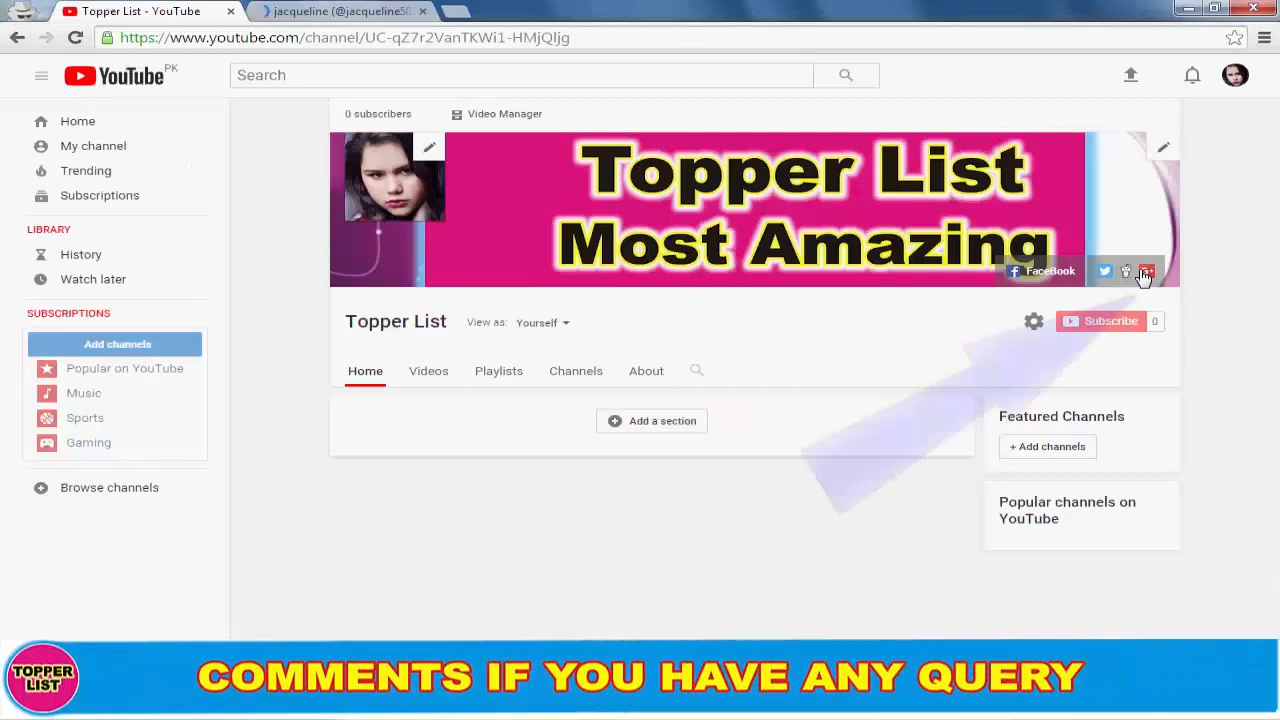 Topper List - YouTube
jacqueline (@jacqueline58
https://www.youtube.com/channel/UC-qZ7r2VanTKWi1-HMjQljg
YouTube PK
Search
Home
My channel
Trending
Subscriptions
LIBRARY
History
Watch later
SUBSCRIPTIONS
Add channels
Popular on YouTube
Music
Sports
Gaming
Browse channels
0 subscribers
Video Manager
Topper List
Most Amazing
FaceBook
Topper List
View as: Yourself
Subscribe 0
Home Videos Playlists Channels About
Add a section
Featured Channels
+ Add channels
Popular channels on
YouTube
TOPPER
LIST
COMMENTS IF YOU HAVE ANY QUERY